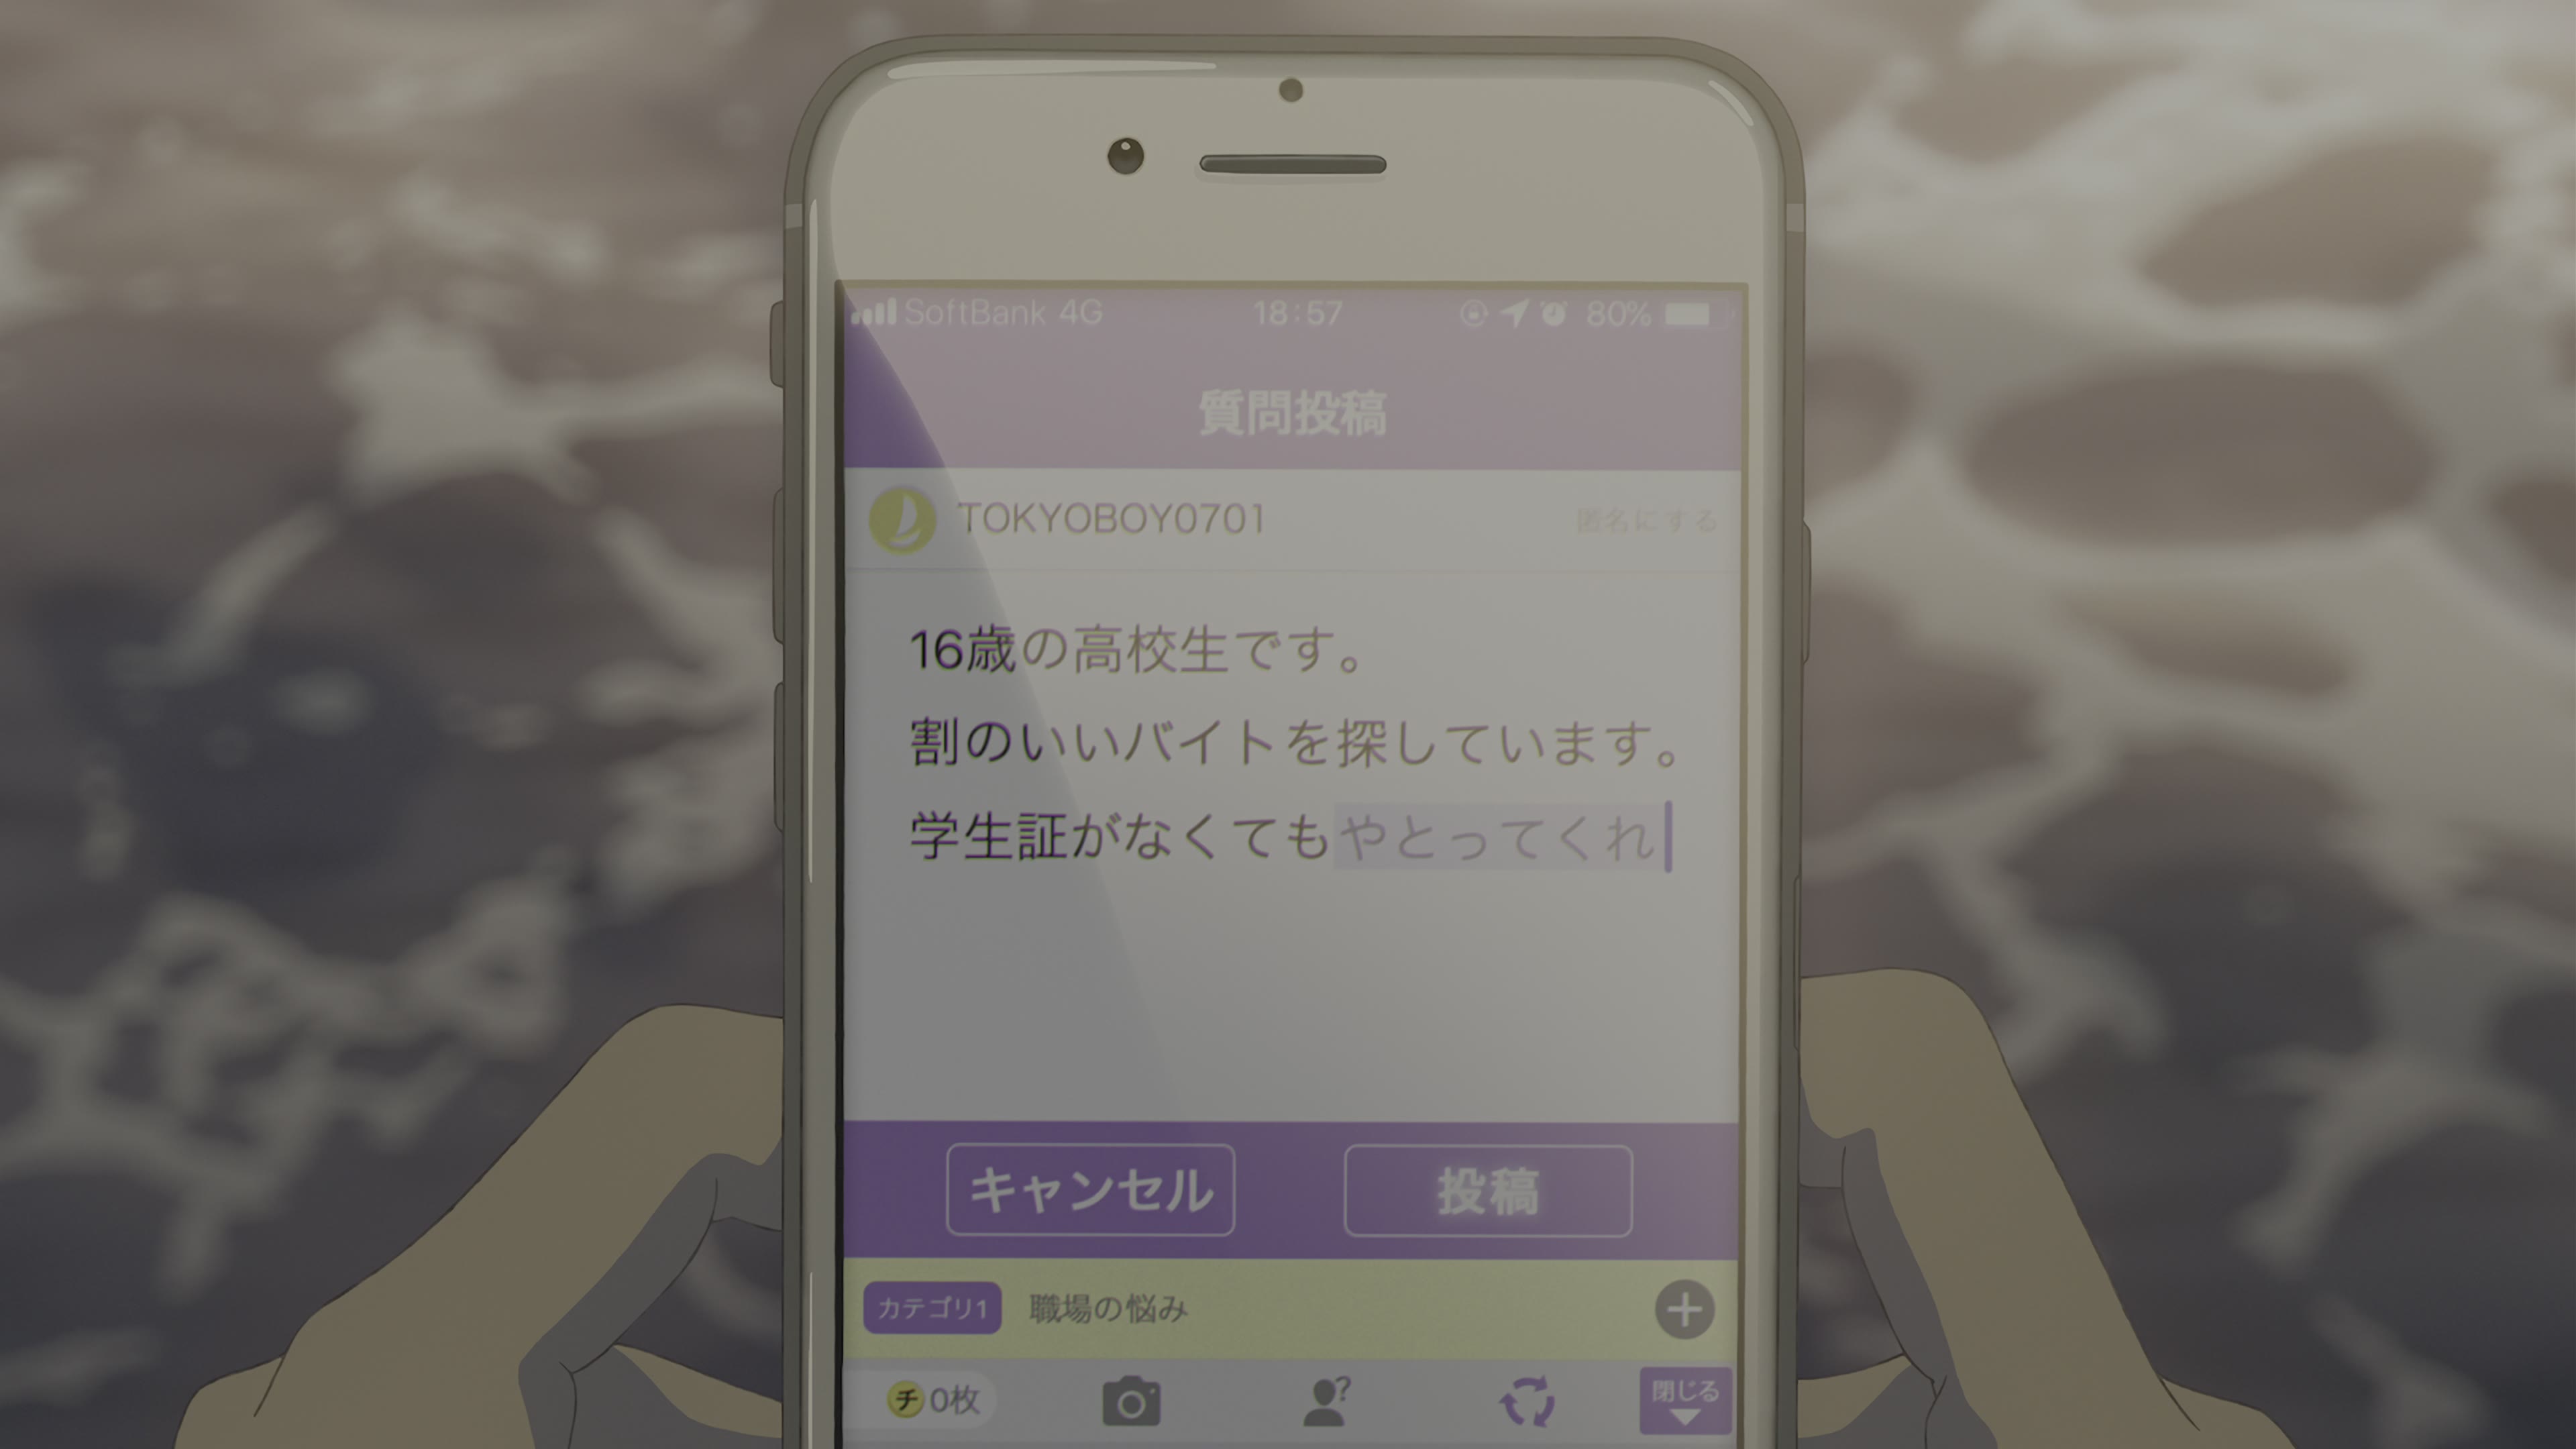 SoftBank 4G 18:57 80%
質問投稿
TOKYOBOY0701 匿名にする
16歳の高校生です。
割のいいバイトを探しています。
学生証がなくてもやとってくれ
キャンセル 投稿
カテゴリ1 職場の悩み
チ 0枚 ? 閉じる